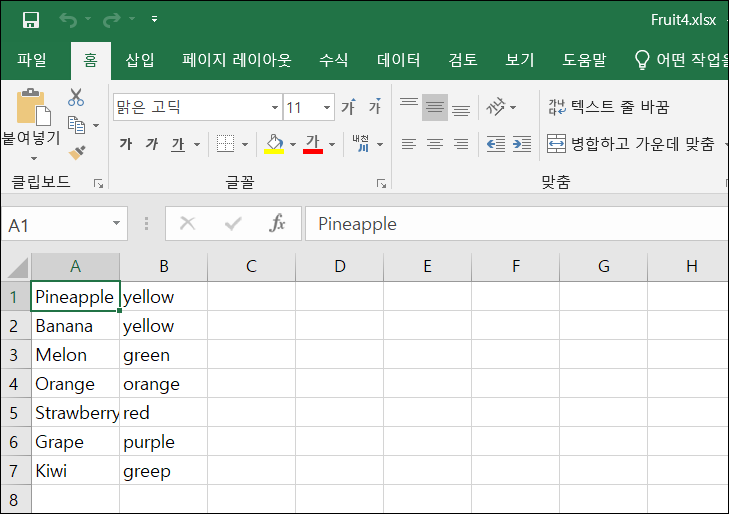 Fruit4.xlsx -
파일 홈 삽입 페이지 레이아웃 수식 데이터 검토 보기 도움말 어떤 작업을
붙여넣기
맑은 고딕 11 가 가
가 가 가 가 내천
川
가나
다 텍스트 줄 바꿈
병합하고 가운데 맞춤
클립보드 글꼴 맞춤
A1 fx Pineapple
A B C D E F G H
1 Pineapple yellow
2 Banana yellow
3 Melon green
4 Orange orange
5 Strawberry red
6 Grape purple
7 Kiwi greep
8